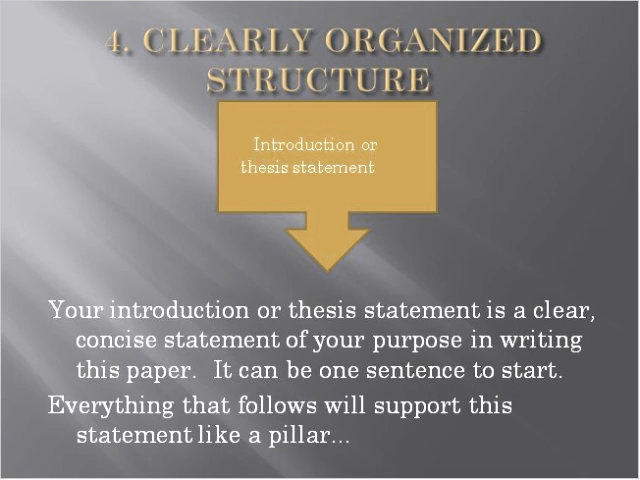 4. CLEARLY ORGANIZED
STRUCTURE
Introduction or
thesis statement
Your introduction or thesis statement is a clear,
concise statement of your purpose in writing
this paper.  It can be one sentence to start.
Everything that follows will support this
statement like a pillar...